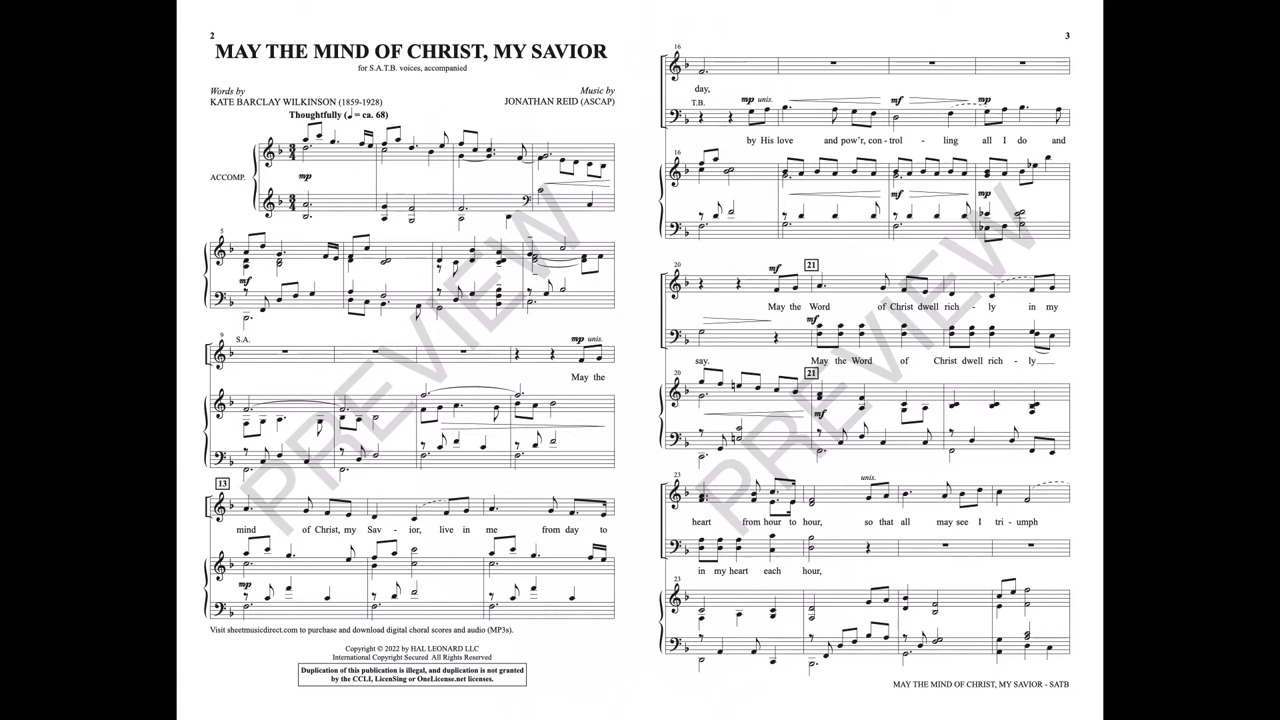 2
MAY THE MIND OF CHRIST, MY SAVIOR
for S.A.T.B. voices, accompanied
Words by
KATE BARCLAY WILKINSON (1859-1928)
Music by
JONATHAN REID (ASCAP)
Thoughtfully (♩ = ca. 68)
ACCOMP.
mp
5
mf
9
S.A.
mp unis.
May the
13
mind of Christ, my Sav - ior, live in me from day to
mp
Visit sheetmusicdirect.com to purchase and download digital choral scores and audio (MP3s).
Copyright © 2022 by HAL LEONARD LLC
International Copyright Secured All Rights Reserved
Duplication of this publication is illegal, and duplication is not granted
by the CCLI, LicenSing or OneLicense.net licenses.
PREVIEW
3
16
day,
T.B.
mp unis. mf mp
by His love and pow'r, con - trol - ling all I do and
16
mf mp
20
mf
21
May the Word of Christ dwell rich - ly in my
mf
say. May the Word of Christ dwell rich - ly
20
21
mf
23
unis.
heart from hour to hour, so that all may see I tri - umph
in my heart each hour,
23
MAY THE MIND OF CHRIST, MY SAVIOR - SATB
PREVIEW